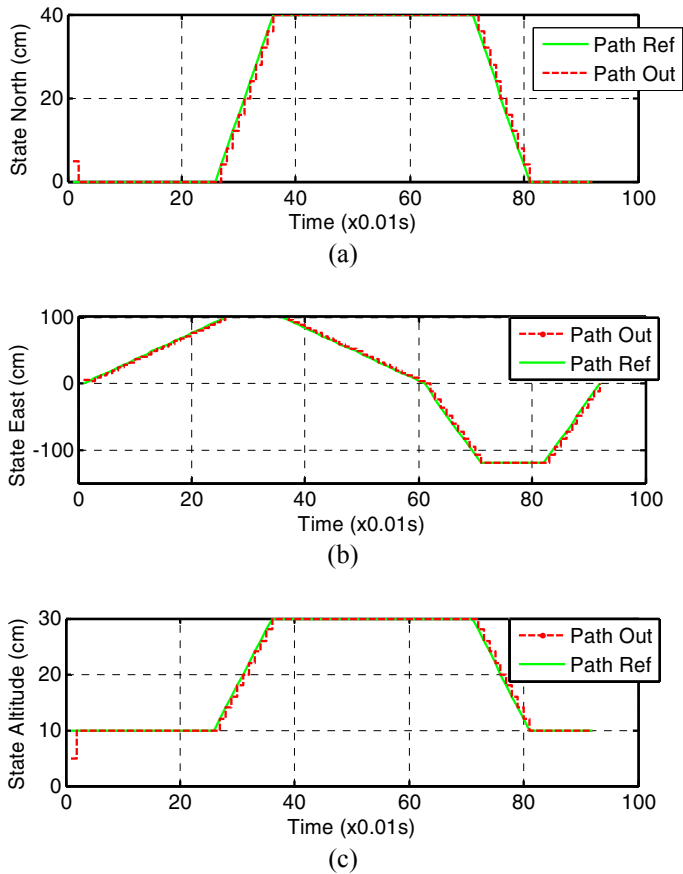 40
20
0
State North (cm)
Path Ref
Path Out
0 20 40 60 80 100
Time (x0.01s)
(a)
100
0
-100
State East (cm)
Path Out
Path Ref
0 20 40 60 80 100
Time (x0.01s)
(b)
30
20
10
0
State Altitude (cm)
Path Out
Path Ref
0 20 40 60 80 100
Time (x0.01s)
(c)